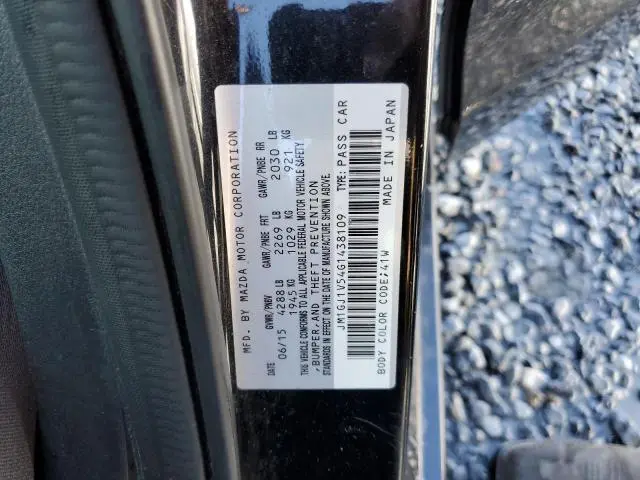 MFD. BY MAZDA MOTOR CORPORATION
DATE GVWR/PNBV GAWR/PNBE FRT GAWR/PNBE RR
06/15 4288 LB 2269 LB 2030 LB
1945 KG 1029 KG 921 KG
THIS VEHICLE CONFORMS TO ALL APPLICABLE FEDERAL MOTOR VEHICLE SAFETY
,BUMPER,AND THEFT PREVENTION
STANDARDS IN EFFECT ON THE DATE OF MANUFACTURE SHOWN ABOVE.
JM1GJ1V54G1438109 TYPE: PASS CAR
BODY COLOR CODE;41W MADE IN JAPAN